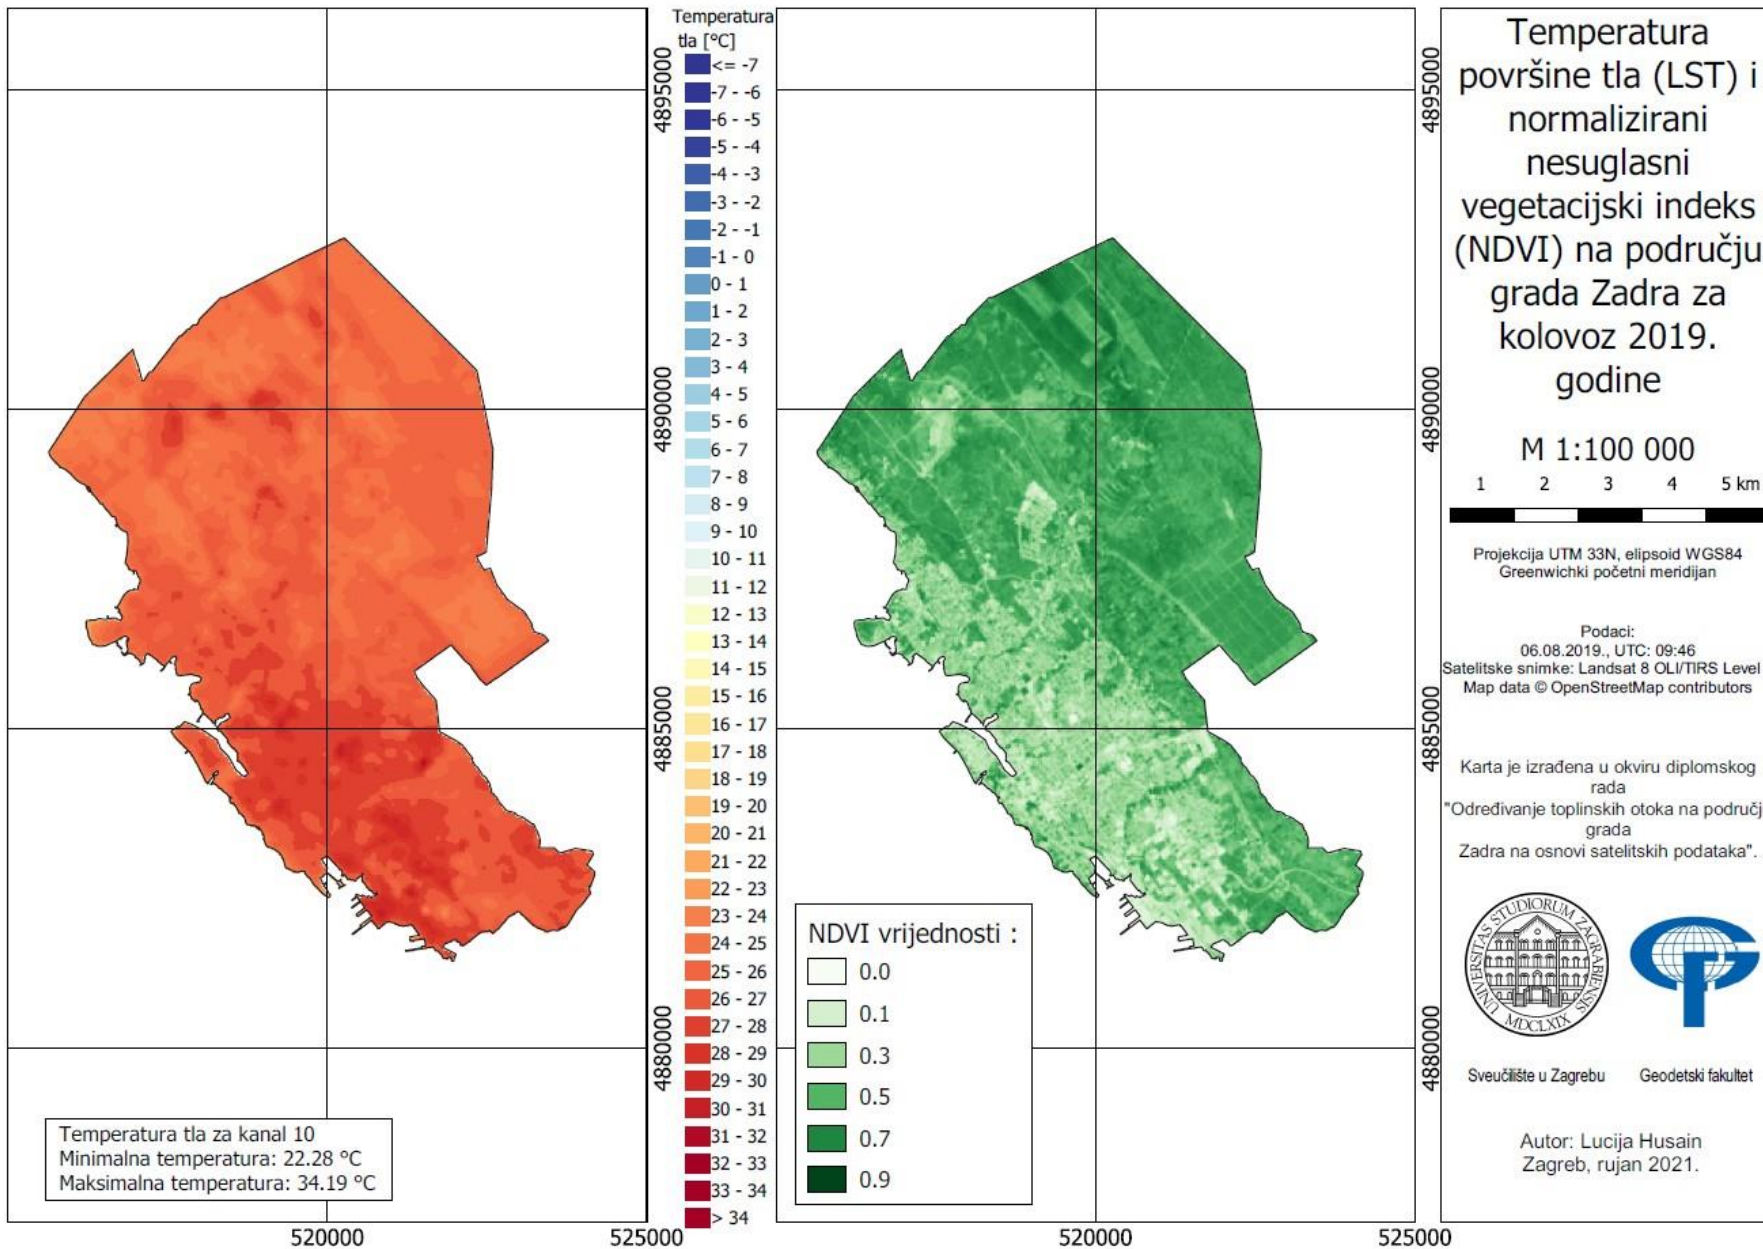 Temperatura
tla [°C]
<= -7
-7 - -6
-6 - -5
-5 - -4
-4 - -3
-3 - -2
-2 - -1
-1 - 0
0 - 1
1 - 2
2 - 3
3 - 4
4 - 5
5 - 6
6 - 7
7 - 8
8 - 9
9 - 10
10 - 11
11 - 12
12 - 13
13 - 14
14 - 15
15 - 16
16 - 17
17 - 18
18 - 19
19 - 20
20 - 21
21 - 22
22 - 23
23 - 24
24 - 25
25 - 26
26 - 27
27 - 28
28 - 29
29 - 30
30 - 31
31 - 32
32 - 33
33 - 34
> 34
4895000
4890000
4885000
4880000
520000
525000
Temperatura tla za kanal 10
Minimalna temperatura: 22.28 °C
Maksimalna temperatura: 34.19 °C
4895000
4890000
4885000
4880000
520000
525000
NDVI vrijednosti :
0.0
0.1
0.3
0.5
0.7
0.9
Temperatura
površine tla (LST) i
normalizirani
nesuglasni
vegetacijski indeks
(NDVI) na području
grada Zadra za
kolovoz 2019.
godine
M 1:100 000
1 2 3 4 5 km
Projekcija UTM 33N, elipsoid WGS84
Greenwichki početni meridijan
Podaci:
06.08.2019., UTC: 09:46
Satelitske snimke: Landsat 8 OLI/TIRS Level
Map data © OpenStreetMap contributors
Karta je izrađena u okviru diplomskog
rada
"Određivanje toplinskih otoka na područj
grada
Zadra na osnovi satelitskih podataka".
UNIVERSITAS STUDIORUM ZAGRABIENSIS
MDCLXIX
Sveučilište u Zagrebu
Geodetski fakultet
Autor: Lucija Husain
Zagreb, rujan 2021.